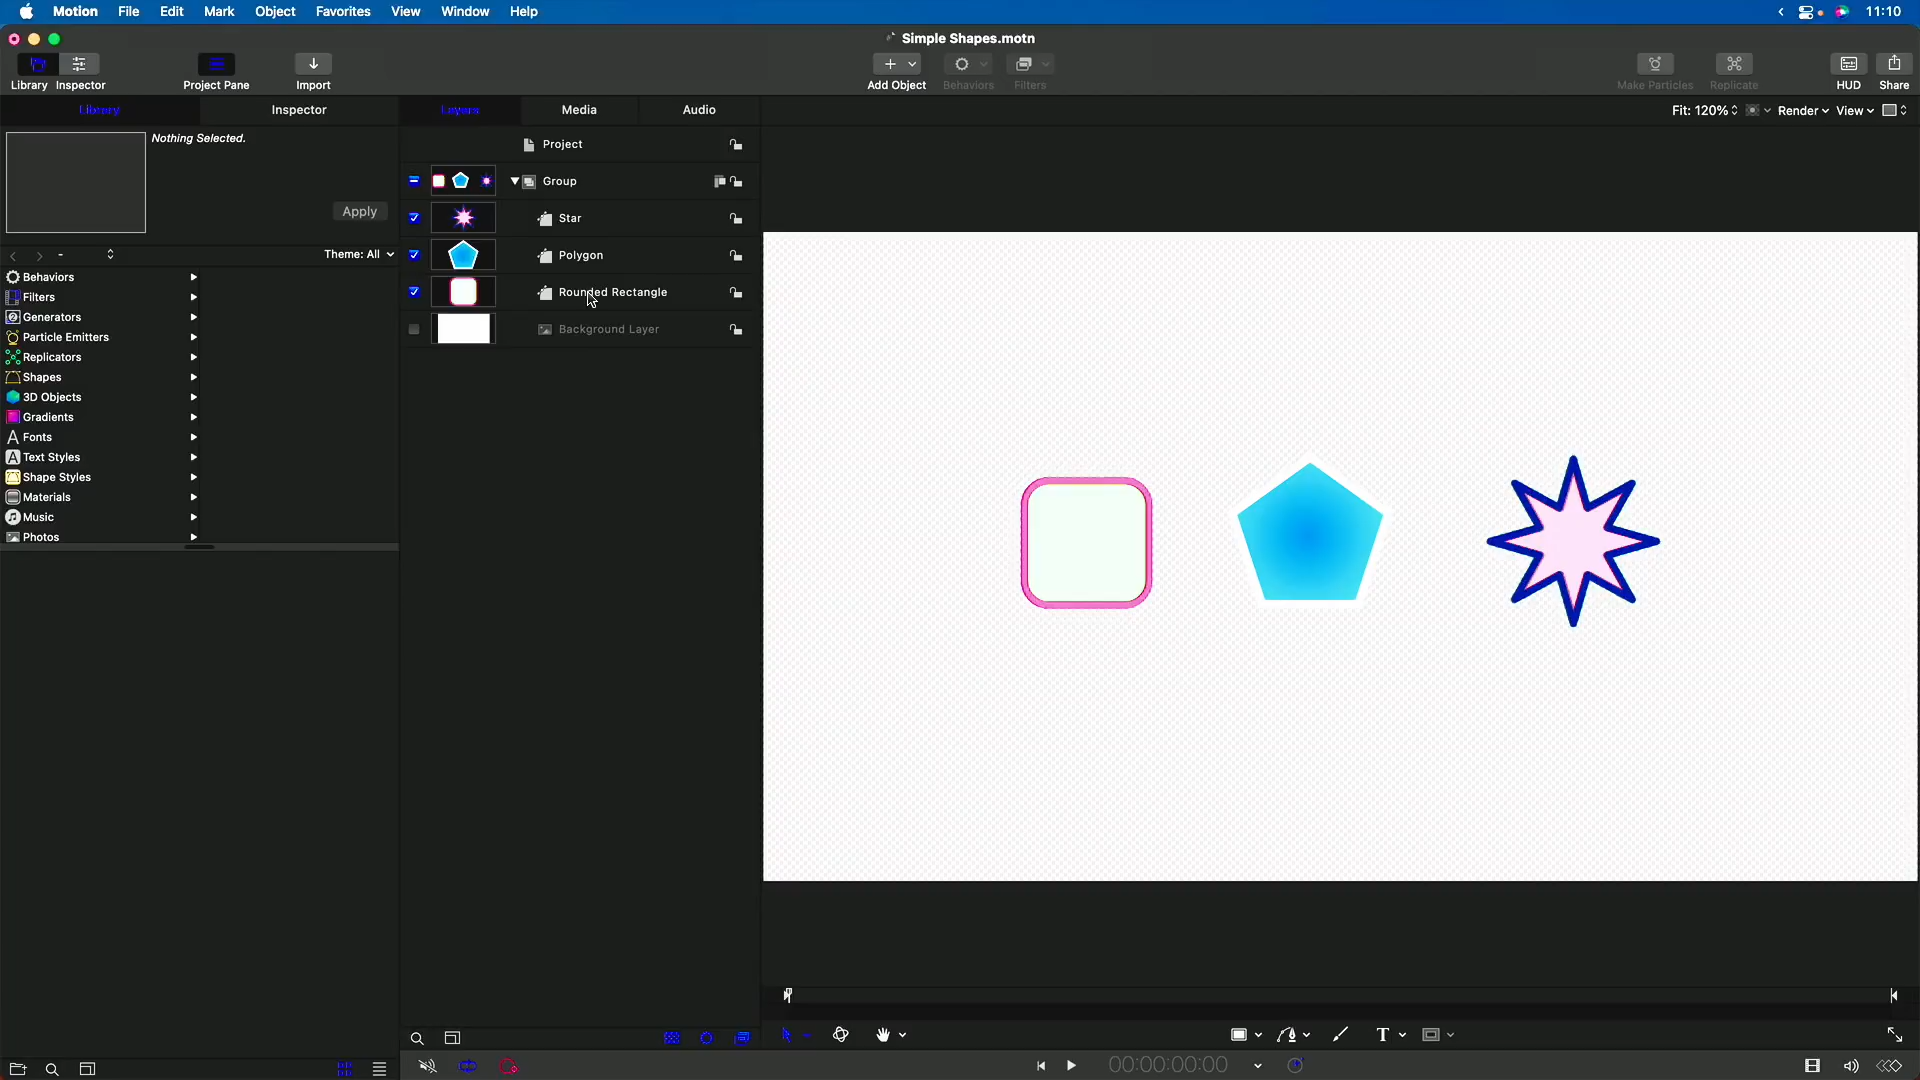 Motion File Edit Mark Object Favorites View Window Help 11:10
Simple Shapes.motn
Library Inspector Project Pane Import Add Object Behaviors Filters Make Particles Replicate HUD Share
Library Inspector Layers Media Audio Fit: 120% Render View
Nothing Selected.
Apply
- Theme: All
Behaviors
Filters
Generators
Particle Emitters
Replicators
Shapes
3D Objects
Gradients
Fonts
Text Styles
Shape Styles
Materials
Music
Photos
Project
Group
Star
Polygon
Rounded Rectangle
Background Layer
T
00:00:00:00